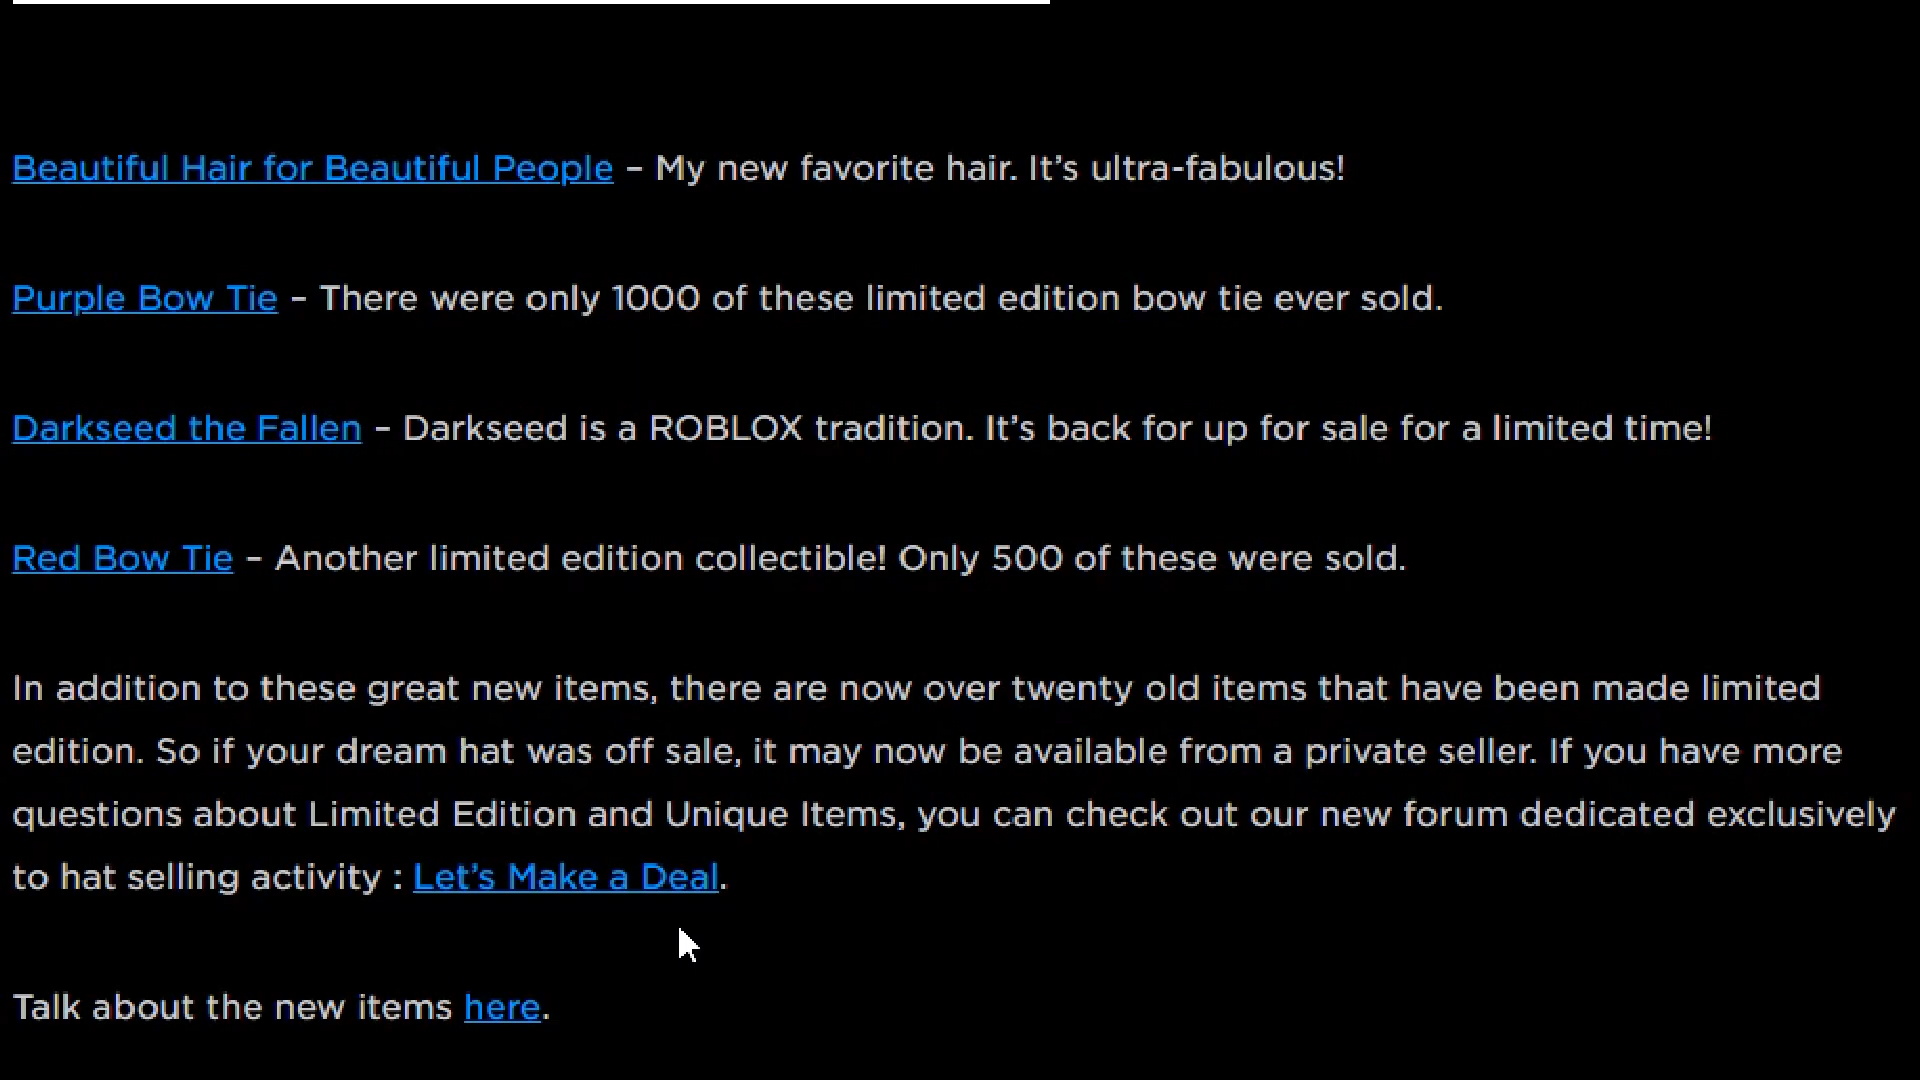 Beautiful Hair for Beautiful People – My new favorite hair. It’s ultra-fabulous!
Purple Bow Tie – There were only 1000 of these limited edition bow tie ever sold.
Darkseed the Fallen – Darkseed is a ROBLOX tradition. It’s back for up for sale for a limited time!
Red Bow Tie – Another limited edition collectible! Only 500 of these were sold.
In addition to these great new items, there are now over twenty old items that have been made limited
edition. So if your dream hat was off sale, it may now be available from a private seller. If you have more
questions about Limited Edition and Unique Items, you can check out our new forum dedicated exclusively
to hat selling activity : Let’s Make a Deal.
Talk about the new items here.